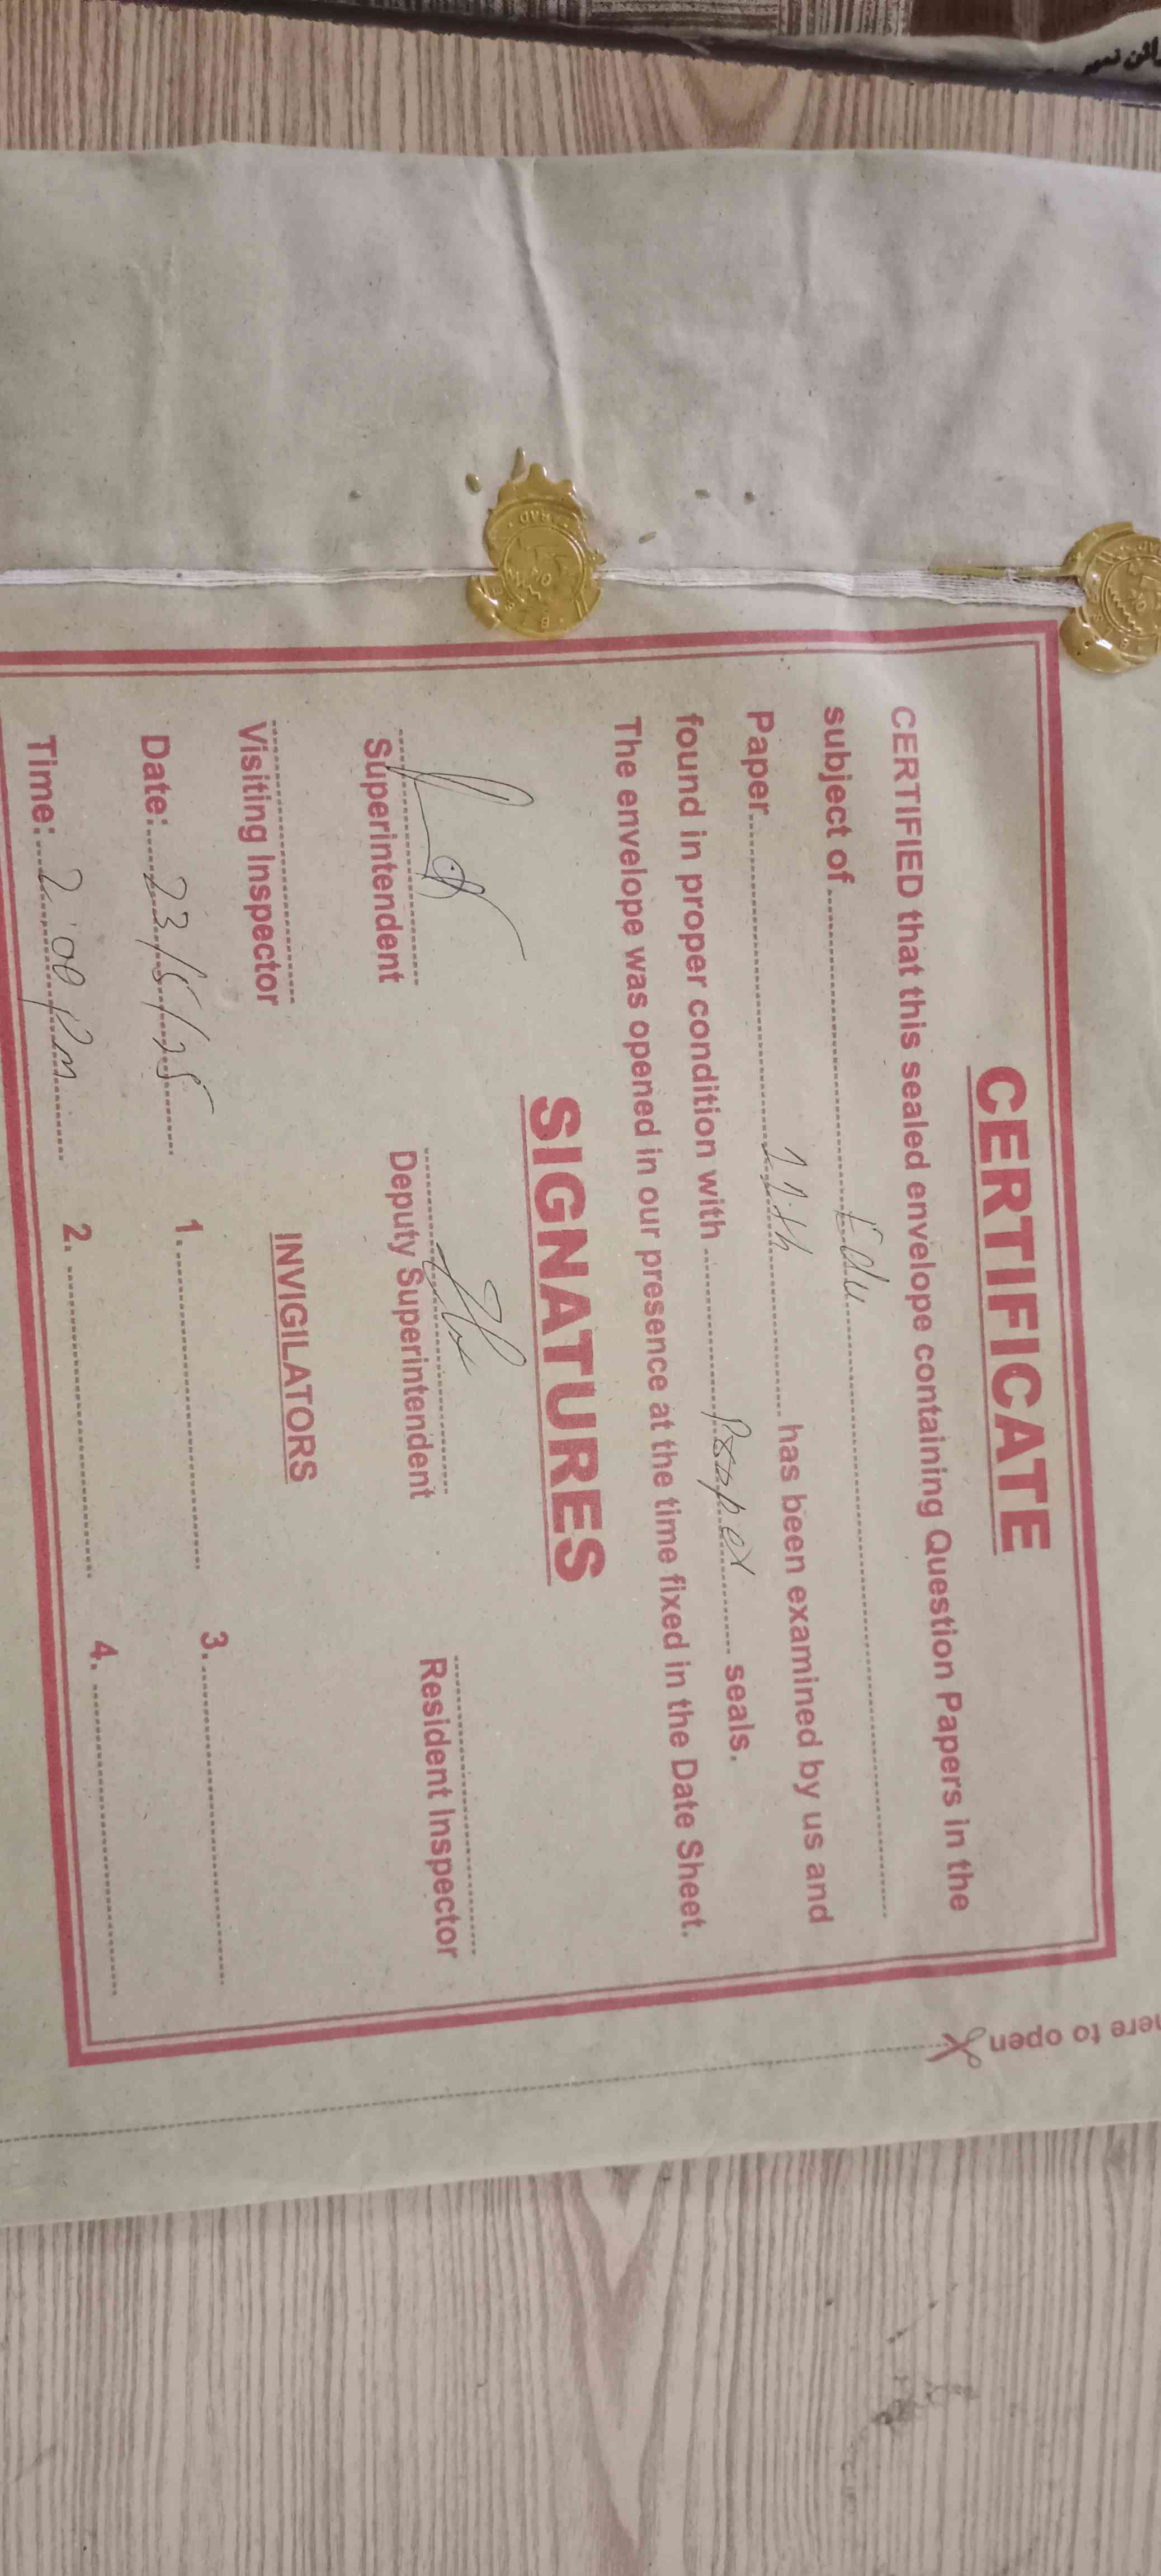 CERTIFICATE
CERTIFIED that this sealed envelope containing Question Papers in the
subject of Edu
Paper 11th has been examined by us and
found in proper condition with Proper seals.
The envelope was opened in our presence at the time fixed in the Date Sheet.
SIGNATURES
Superintendent Deputy Superintendent Resident Inspector
Visiting Inspector
INVIGILATORS
Date: 23/5/25 1. 3.
Time: 2:00 pm 2. 4.
here to open